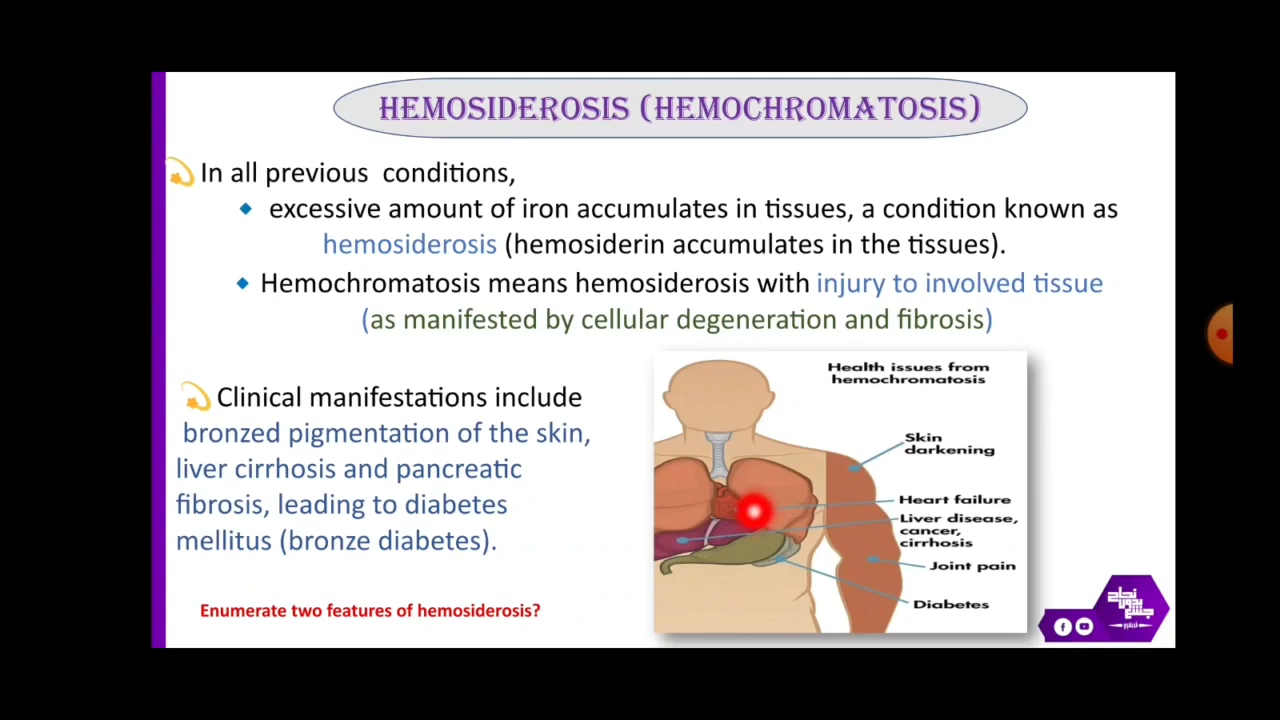 HEMOSIDEROSIS (HEMOCHROMATOSIS)
In all previous conditions,
excessive amount of iron accumulates in tissues, a condition known as
hemosiderosis (hemosiderin accumulates in the tissues).
Hemochromatosis means hemosiderosis with injury to involved tissue
(as manifested by cellular degeneration and fibrosis)
Clinical manifestations include
bronzed pigmentation of the skin,
liver cirrhosis and pancreatic
fibrosis, leading to diabetes
mellitus (bronze diabetes).
Enumerate two features of hemosiderosis?
Health issues from
hemochromatosis
Skin
darkening
Heart failure
Liver disease,
cancer,
cirrhosis
Joint pain
Diabetes